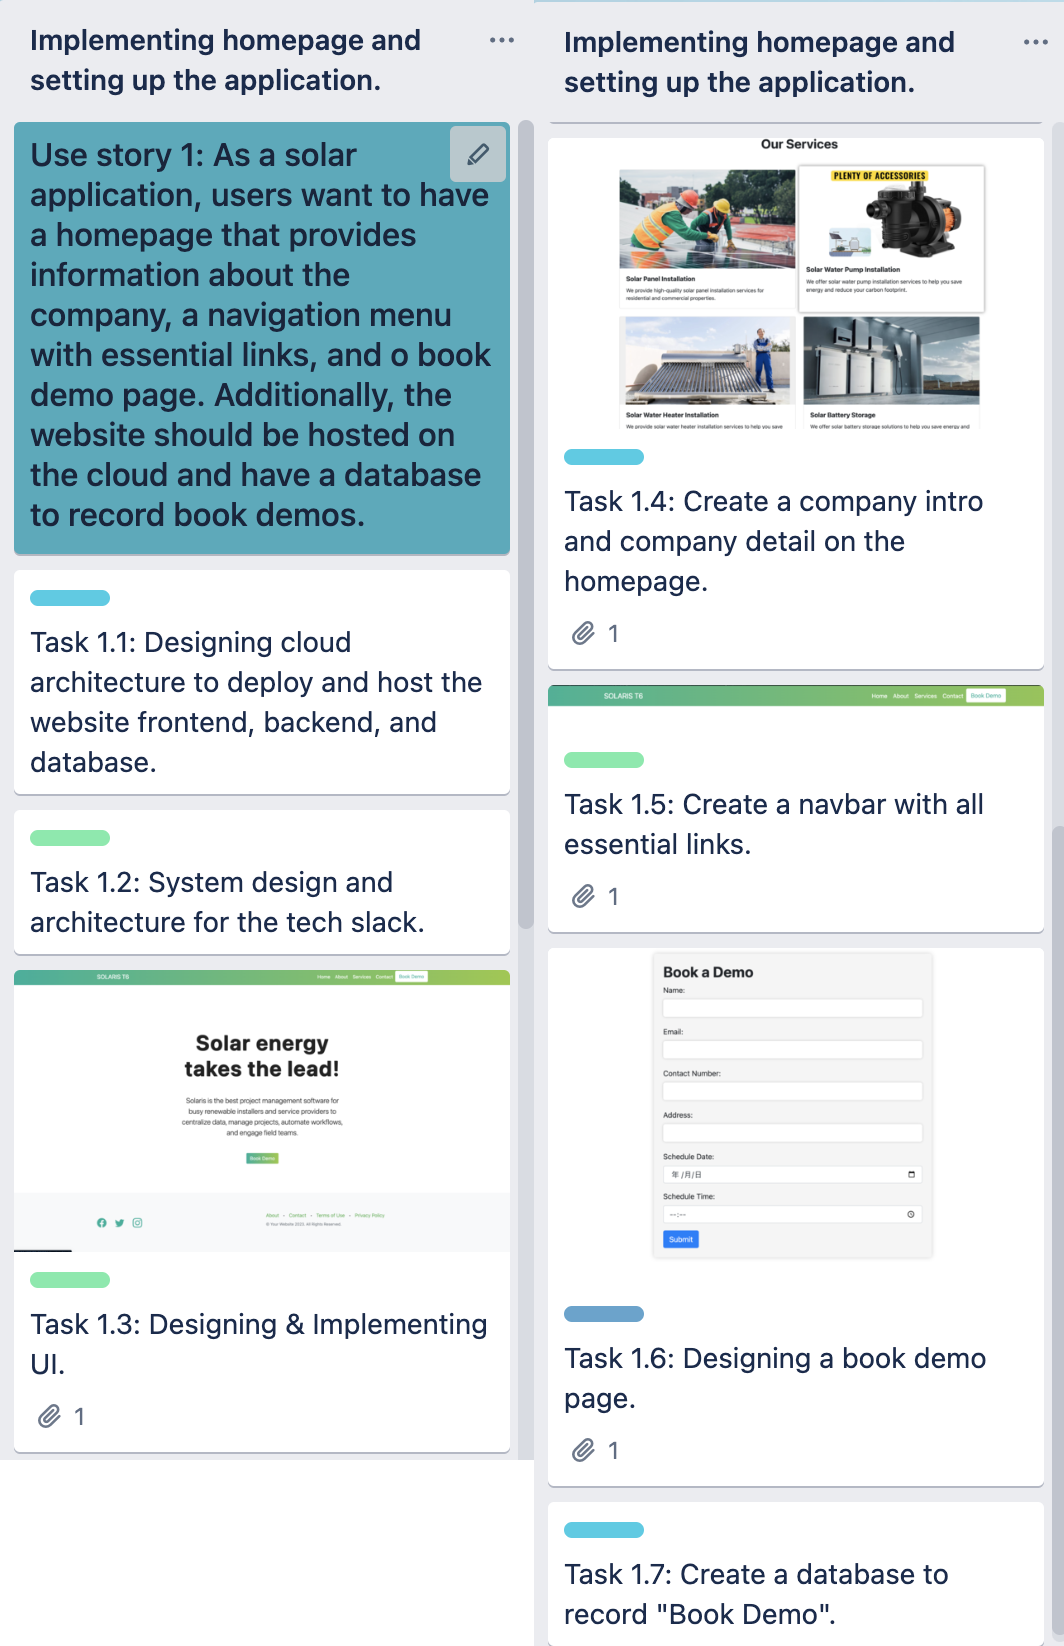 Implementing homepage and
setting up the application.
Use story 1: As a solar
application, users want to have
a homepage that provides
information about the
company, a navigation menu
with essential links, and o book
demo page. Additionally, the
website should be hosted on
the cloud and have a database
to record book demos.
Task 1.1: Designing cloud
architecture to deploy and host the
website frontend, backend, and
database.
Task 1.2: System design and
architecture for the tech slack.
SOLARIS T6
Home About Services Contact Book Demo
Solar energy
takes the lead!
Solaris is the best project management software for
busy renewable installers and service providers to
centralize data, manage projects, automate workflows,
and engage field teams.
Book Demo
About • Contact • Terms of Use • Privacy Policy
© Your Website 2023. All Rights Reserved.
Task 1.3: Designing & Implementing
UI.
1
Implementing homepage and
setting up the application.
Our Services
PLENTY OF ACCESSORIES
Solar Panel Installation
We provide high-quality solar panel installation services for
residential and commercial properties.
Solar Water Pump Installation
We offer solar water pump installation services to help you save
energy and reduce your carbon footprint.
Solar Water Heater Installation
We provide solar water heater installation services to help you save
Solar Battery Storage
We offer solar battery storage solutions to help you save energy and
Task 1.4: Create a company intro
and company detail on the
homepage.
1
SOLARIS T6
Home About Services Contact Book Demo
Task 1.5: Create a navbar with all
essential links.
1
Book a Demo
Name:
Email:
Contact Number:
Address:
Schedule Date:
年 /月/日
Schedule Time:
--:--
Submit
Task 1.6: Designing a book demo
page.
1
Task 1.7: Create a database to
record "Book Demo".